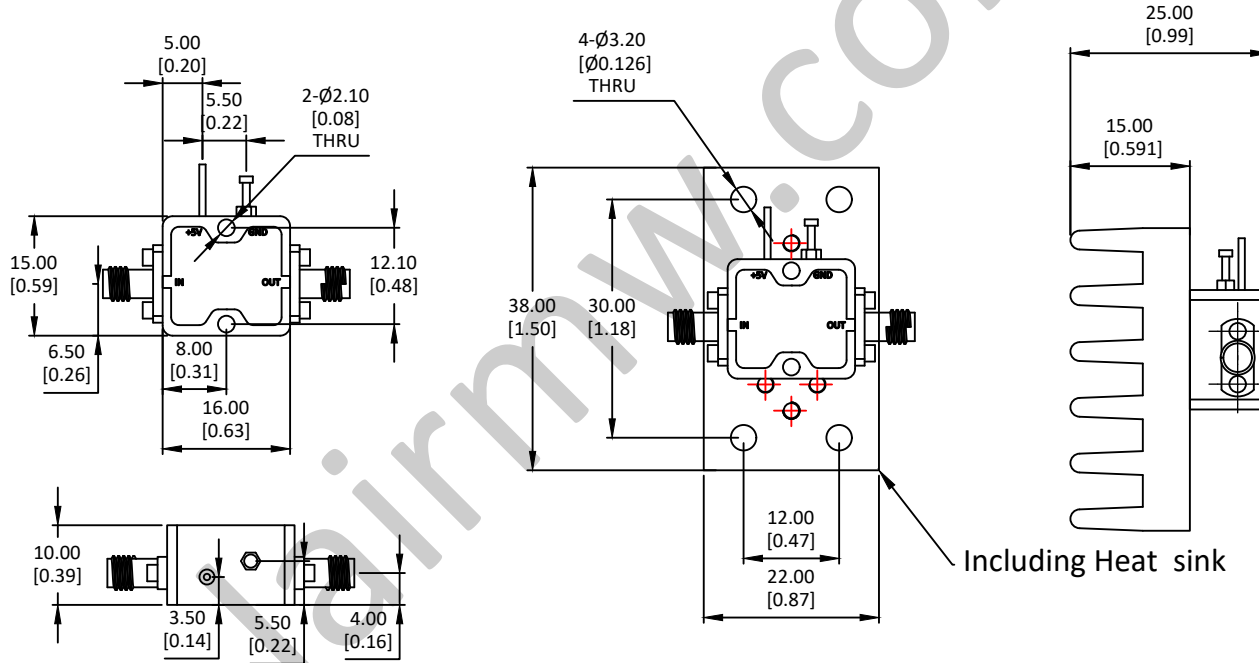 5.00
[0.20]
5.50
[0.22]
2-Ø2.10
[0.08]
THRU
+5V
GND
IN
OUT
15.00
[0.59]
12.10
[0.48]
6.50
[0.26]
8.00
[0.31]
16.00
[0.63]
10.00
[0.39]
3.50
[0.14]
5.50
[0.22]
4.00
[0.16]
4-Ø3.20
[Ø0.126]
THRU
+5V
GND
IN
OUT
38.00
[1.50]
30.00
[1.18]
12.00
[0.47]
22.00
[0.87]
Including Heat sink
25.00
[0.99]
15.00
[0.591]